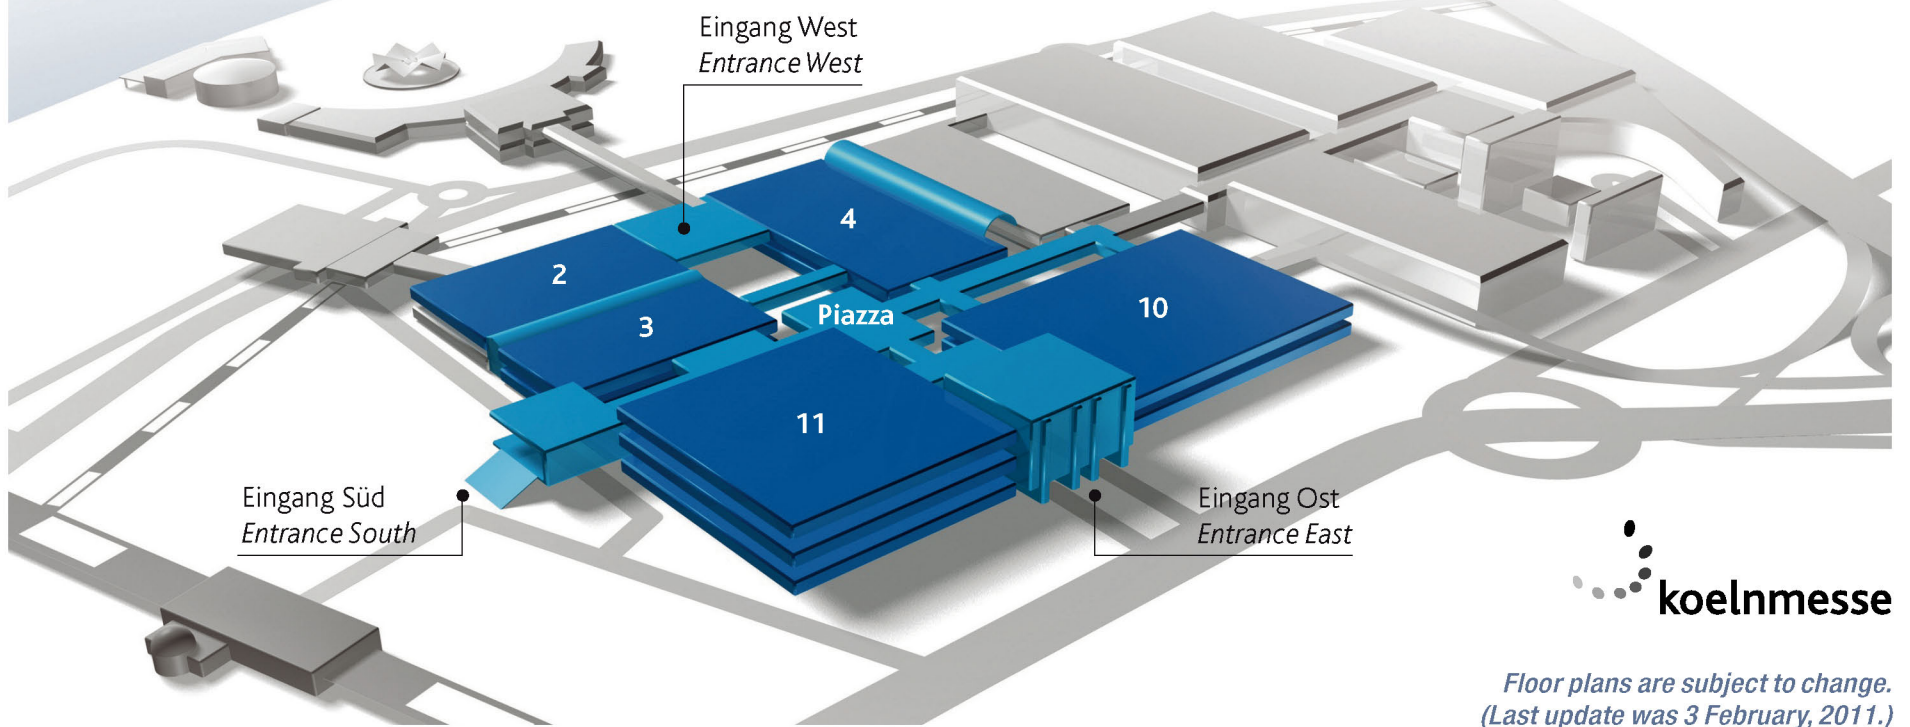 Eingang West
Entrance West
4
2
3
Piazza
10
11
Eingang Süd
Entrance South
Eingang Ost
Entrance East
koelnmesse
Floor plans are subject to change.
(Last update was 3 February, 2011.)